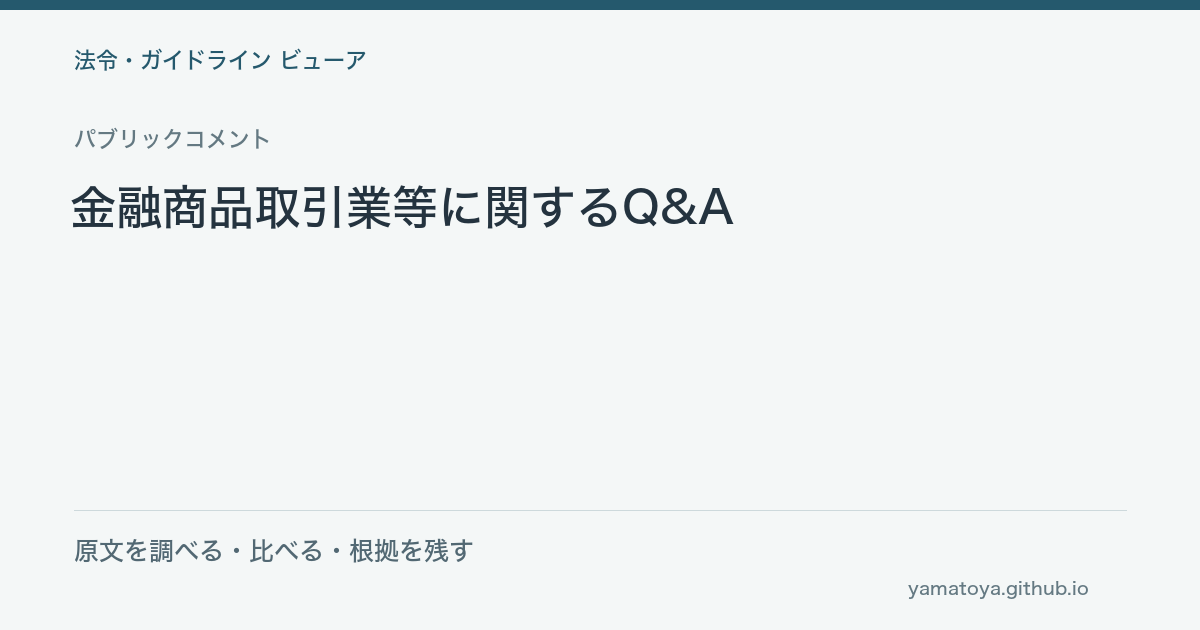 法令・ガイドライン ビューア
パブリックコメント
金融商品取引業等に関するQ&A
原文を調べる・比べる・根拠を残す
yamatoya.github.io